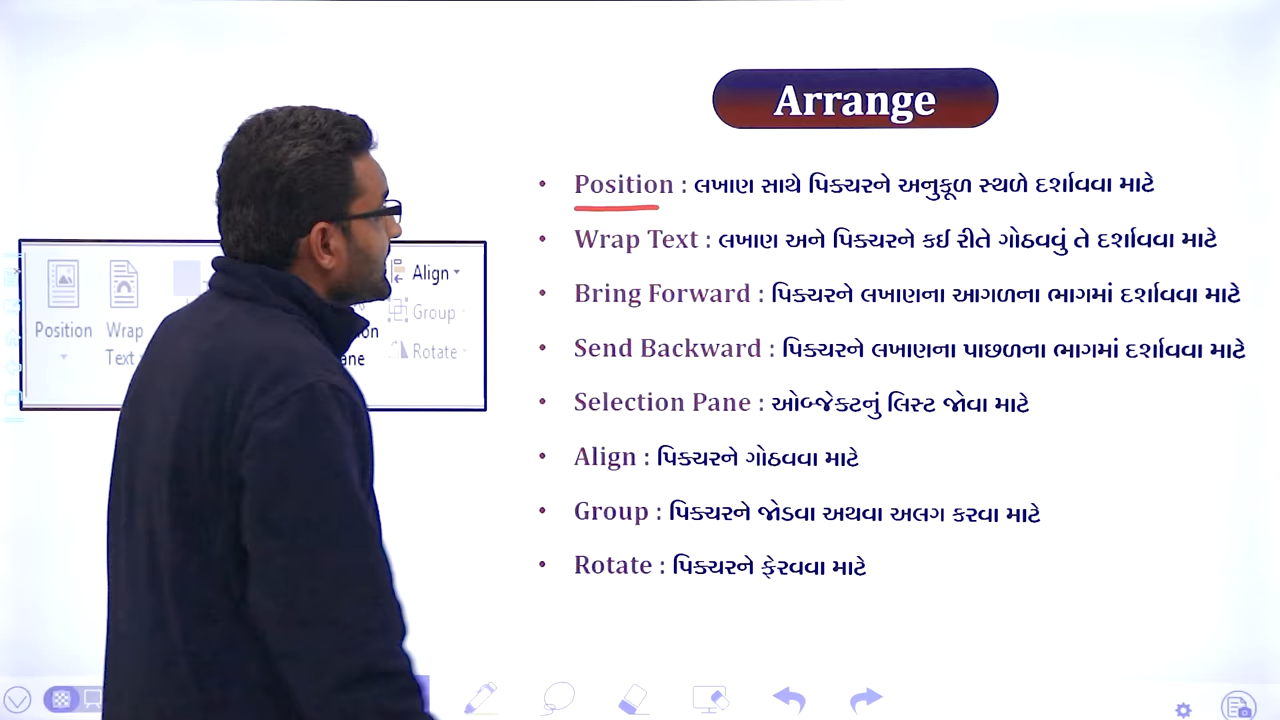 Arrange
• Position : લખાણ સાથે પિક્ચરને અનુકૂળ સ્થળે દર્શાવવા માટે
• Wrap Text : લખાણ અને પિક્ચરને કઈ રીતે ગોઠવવું તે દર્શાવવા માટે
• Bring Forward : પિક્ચરને લખાણના આગળના ભાગમાં દર્શાવવા માટે
• Send Backward : પિક્ચરને લખાણના પાછળના ભાગમાં દર્શાવવા માટે
• Selection Pane : ઓબ્જેક્ટનું લિસ્ટ જોવા માટે
• Align : પિક્ચરને ગોઠવવા માટે
• Group : પિક્ચરને જોડવા અથવા અલગ કરવા માટે
• Rotate : પિક્ચરને ફેરવવા માટે
Position
Wrap
Text
Align
Group
Rotate